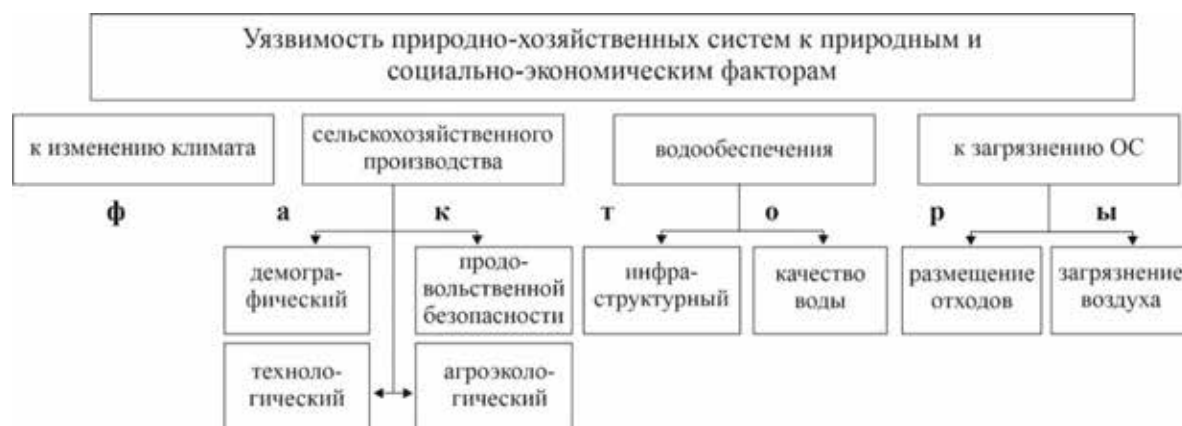 Уязвимость природно-хозяйственных систем к природным и
социально-экономическим факторам
к изменению климата
сельскохозяйственного
производства
водообеспечения
к загрязнению ОС
ф а к т о р ы
демогра-
фический
продо-
вольственной
безопасности
инфра-
структурный
качество
воды
размещение
отходов
загрязнение
воздуха
техноло-
гический
агроэколо-
гический